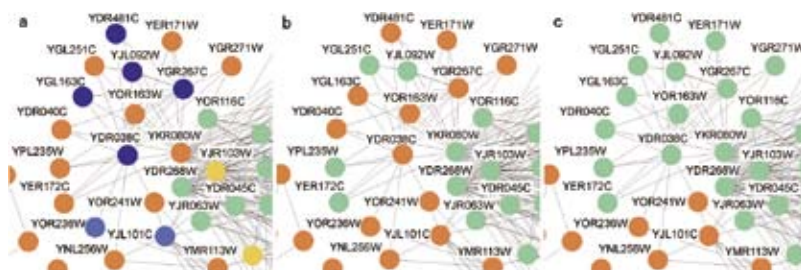 a
YDR481C
YER171W
YGL251C
YJL092W
YGR271W
YGL163C
YGR267C
YOR163W
YDR040C
YOR116C
YDR038C
YKR080W
YPL235W
YJR103W
YDR268W
YER172C
YDR045C
YOR241W
YJR063W
YOR236W
YJL101C
YNL256W
YMR113W
b
YDR481C
YER171W
YGL251C
YJL092W
YGR271W
YGL163C
YGR267C
YOR163W
YDR040C
YOR116C
YDR038C
YKR080W
YPL235W
YJR103W
YDR268W
YER172C
YDR045C
YOR241W
YJR063W
YOR236W
YJL101C
YNL256W
YMR113W
c
YDR481C
YER171W
YGL251C
YJL092W
YGR271W
YGL163C
YGR267C
YOR163W
YDR040C
YOR116C
YDR038C
YKR080W
YPL235W
YJR103W
YDR268W
YER172C
YDR045C
YOR241W
YJR063W
YOR236W
YJL101C
YNL256W
YMR113W